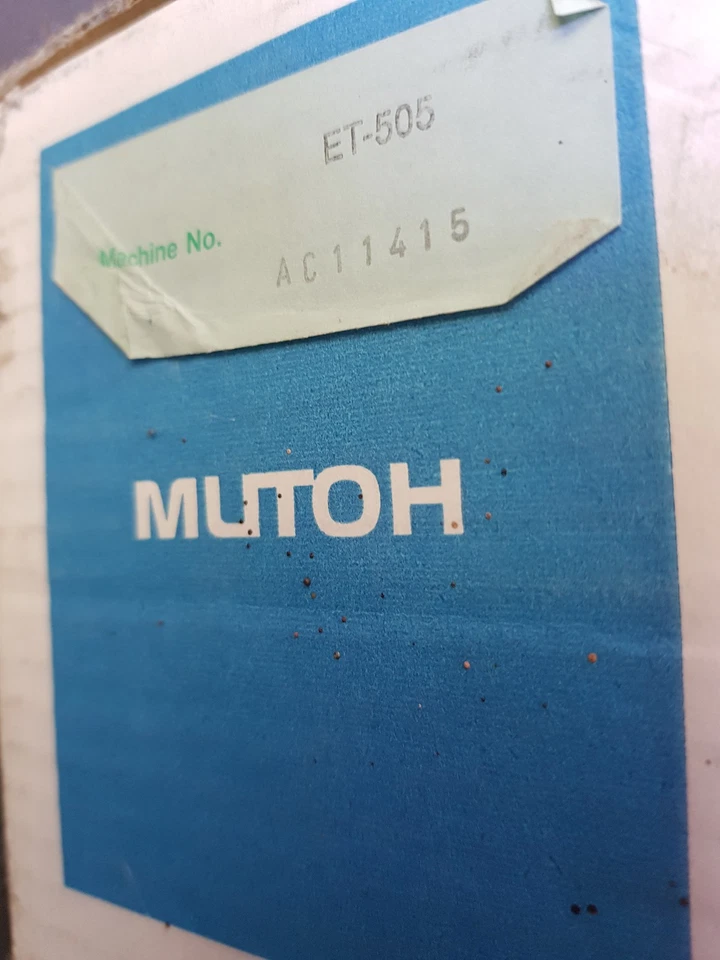 ET-505
Machine No. AC11415
MUTOH